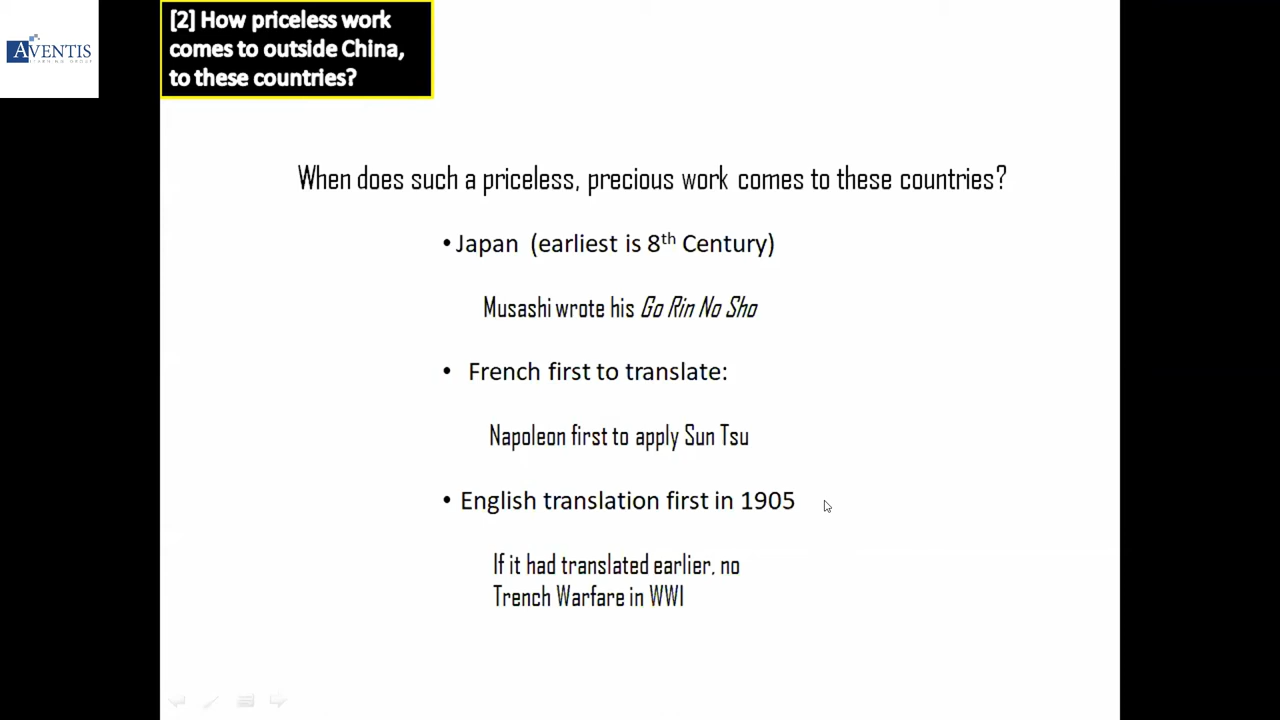 AVENTIS
LEARNING GROUP
[2] How priceless work
comes to outside China,
to these countries?
When does such a priceless, precious work comes to these countries?
• Japan (earliest is 8th Century)
Musashi wrote his Go Rin No Sho
• French first to translate:
Napoleon first to apply Sun Tsu
• English translation first in 1905
If it had translated earlier, no
Trench Warfare in WWI